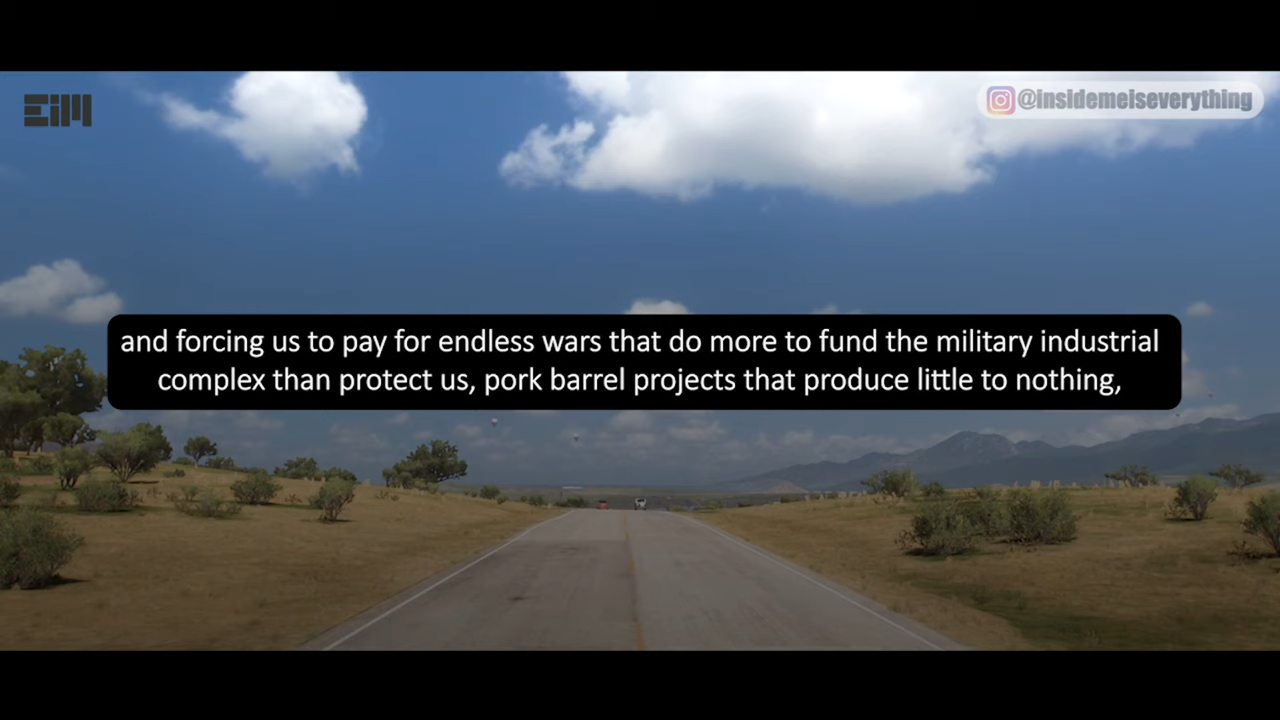 EiM
@insidemeiseverything
and forcing us to pay for endless wars that do more to fund the military industrial
complex than protect us, pork barrel projects that produce little to nothing,